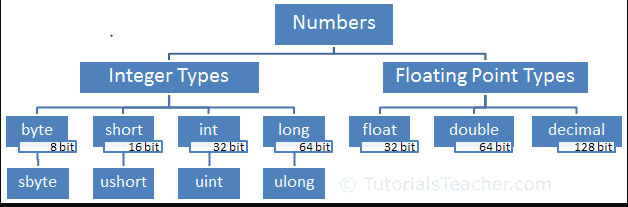 Numbers
Integer Types Floating Point Types
byte short int long float double decimal
8 bit 16 bit 32 bit 64 bit 32 bit 64 bit 128 bit
sbyte ushort uint ulong
© TutorialsTeacher.com